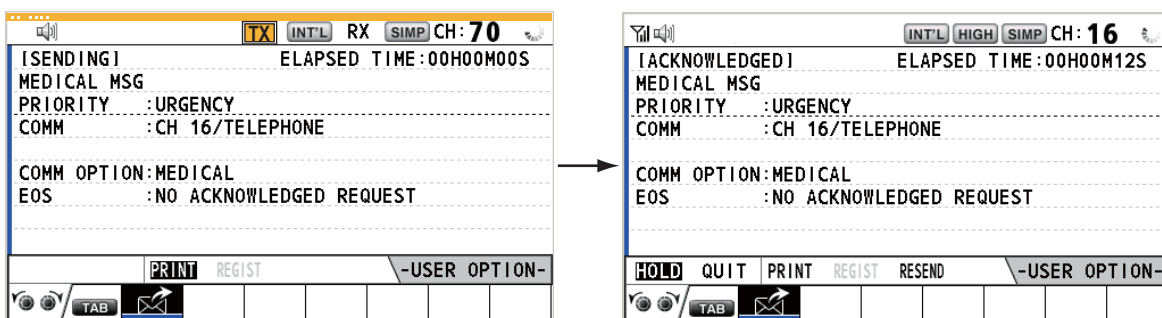 TX INT'L RX SIMP CH:70
[SENDING] ELAPSED TIME:00H00M00S
MEDICAL MSG
PRIORITY :URGENCY
COMM :CH 16/TELEPHONE
COMM OPTION:MEDICAL
EOS :NO ACKNOWLEDGED REQUEST
PRINT REGIST -USER OPTION-
TAB
INT'L HIGH SIMP CH:16
[ACKNOWLEDGED] ELAPSED TIME:00H00M12S
MEDICAL MSG
PRIORITY :URGENCY
COMM :CH 16/TELEPHONE
COMM OPTION:MEDICAL
EOS :NO ACKNOWLEDGED REQUEST
HOLD QUIT PRINT REGIST RESEND -USER OPTION-
TAB